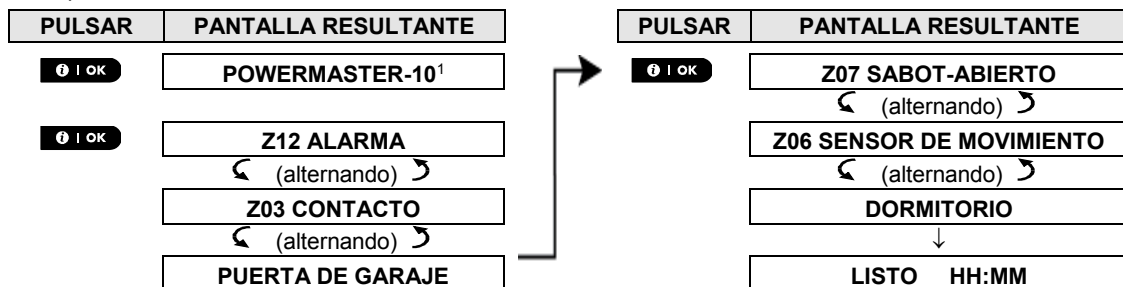 PULSAR PANTALLA RESULTANTE
i | OK POWERMASTER-10¹
i | OK Z12 ALARMA
(alternando)
Z03 CONTACTO
(alternando)
PUERTA DE GARAJE
PULSAR PANTALLA RESULTANTE
i | OK Z07 SABOT-ABIERTO
(alternando)
Z06 SENSOR DE MOVIMIENTO
(alternando)
DORMITORIO
↓
LISTO HH:MM